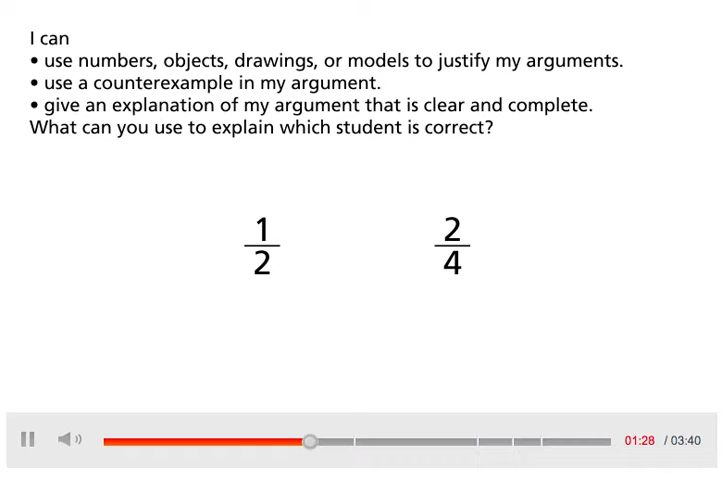 I can
• use numbers, objects, drawings, or models to justify my arguments.
• use a counterexample in my argument.
• give an explanation of my argument that is clear and complete.
What can you use to explain which student is correct?
1 2
2 4
01:28 / 03:40